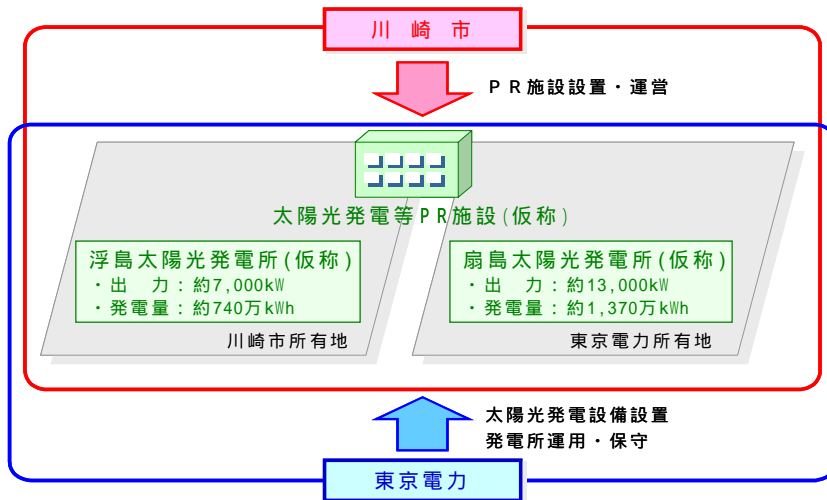 川 崎 市
ＰＲ施設設置・運営
太陽光発電等PR施設(仮称)
浮島太陽光発電所(仮称)
・出　力：約7,000kW
・発電量：約740万kWh
川崎市所有地
扇島太陽光発電所(仮称)
・出　力：約13,000kW
・発電量：約1,370万kWh
東京電力所有地
太陽光発電設備設置
発電所運用・保守
東京電力